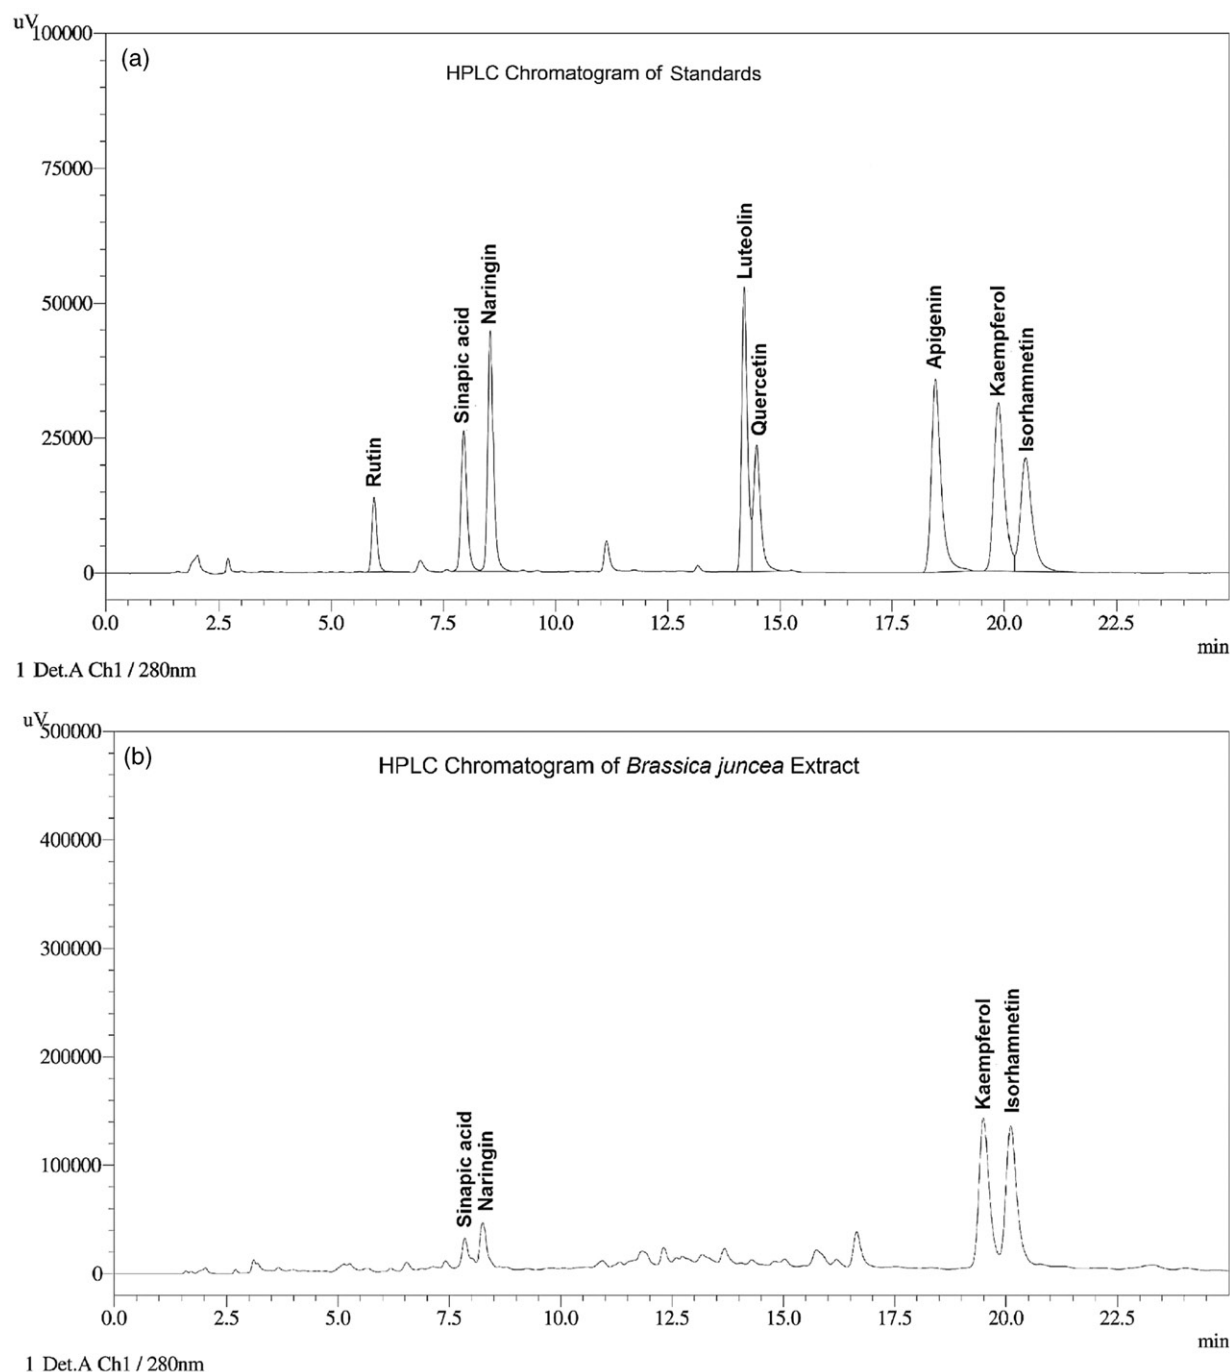 uV
100000
(a)
HPLC Chromatogram of Standards
75000
50000
25000
0
Rutin
Sinapic acid
Naringin
Luteolin
Quercetin
Apigenin
Kaempferol
Isorhamnetin
0.0 2.5 5.0 7.5 10.0 12.5 15.0 17.5 20.0 22.5
min
1 Det.A Ch1 / 280nm
uV
500000
(b)
HPLC Chromatogram of Brassica juncea Extract
400000
300000
200000
100000
0
Sinapic acid
Naringin
Kaempferol
Isorhamnetin
0.0 2.5 5.0 7.5 10.0 12.5 15.0 17.5 20.0 22.5
min
1 Det.A Ch1 / 280nm